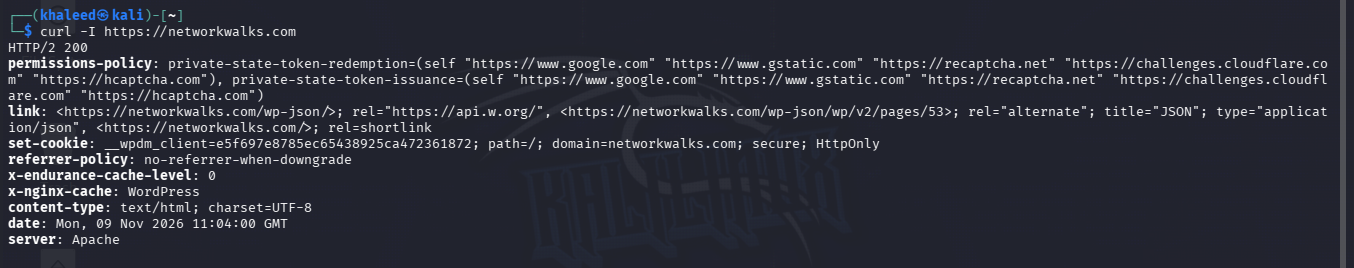 ┌──(khaleed㉿kali)-[~]
└─$ curl -I https://networkwalks.com
HTTP/2 200
permissions-policy: private-state-token-redemption=(self "https://www.google.com" "https://www.gstatic.com" "https://recaptcha.net" "https://challenges.cloudflare.co
m" "https://hcaptcha.com"), private-state-token-issuance=(self "https://www.google.com" "https://www.gstatic.com" "https://recaptcha.net" "https://challenges.cloudfl
are.com" "https://hcaptcha.com")
link: <https://networkwalks.com/wp-json/>; rel="https://api.w.org/", <https://networkwalks.com/wp-json/wp/v2/pages/53>; rel="alternate"; title="JSON"; type="applicat
ion/json", <https://networkwalks.com/>; rel=shortlink
set-cookie: __wpdm_client=e5f697e8785ec65438925ca472361872; path=/; domain=networkwalks.com; secure; HttpOnly
referrer-policy: no-referrer-when-downgrade
x-endurance-cache-level: 0
x-nginx-cache: WordPress
content-type: text/html; charset=UTF-8
date: Mon, 09 Nov 2026 11:04:00 GMT
server: Apache
KALI LINUX